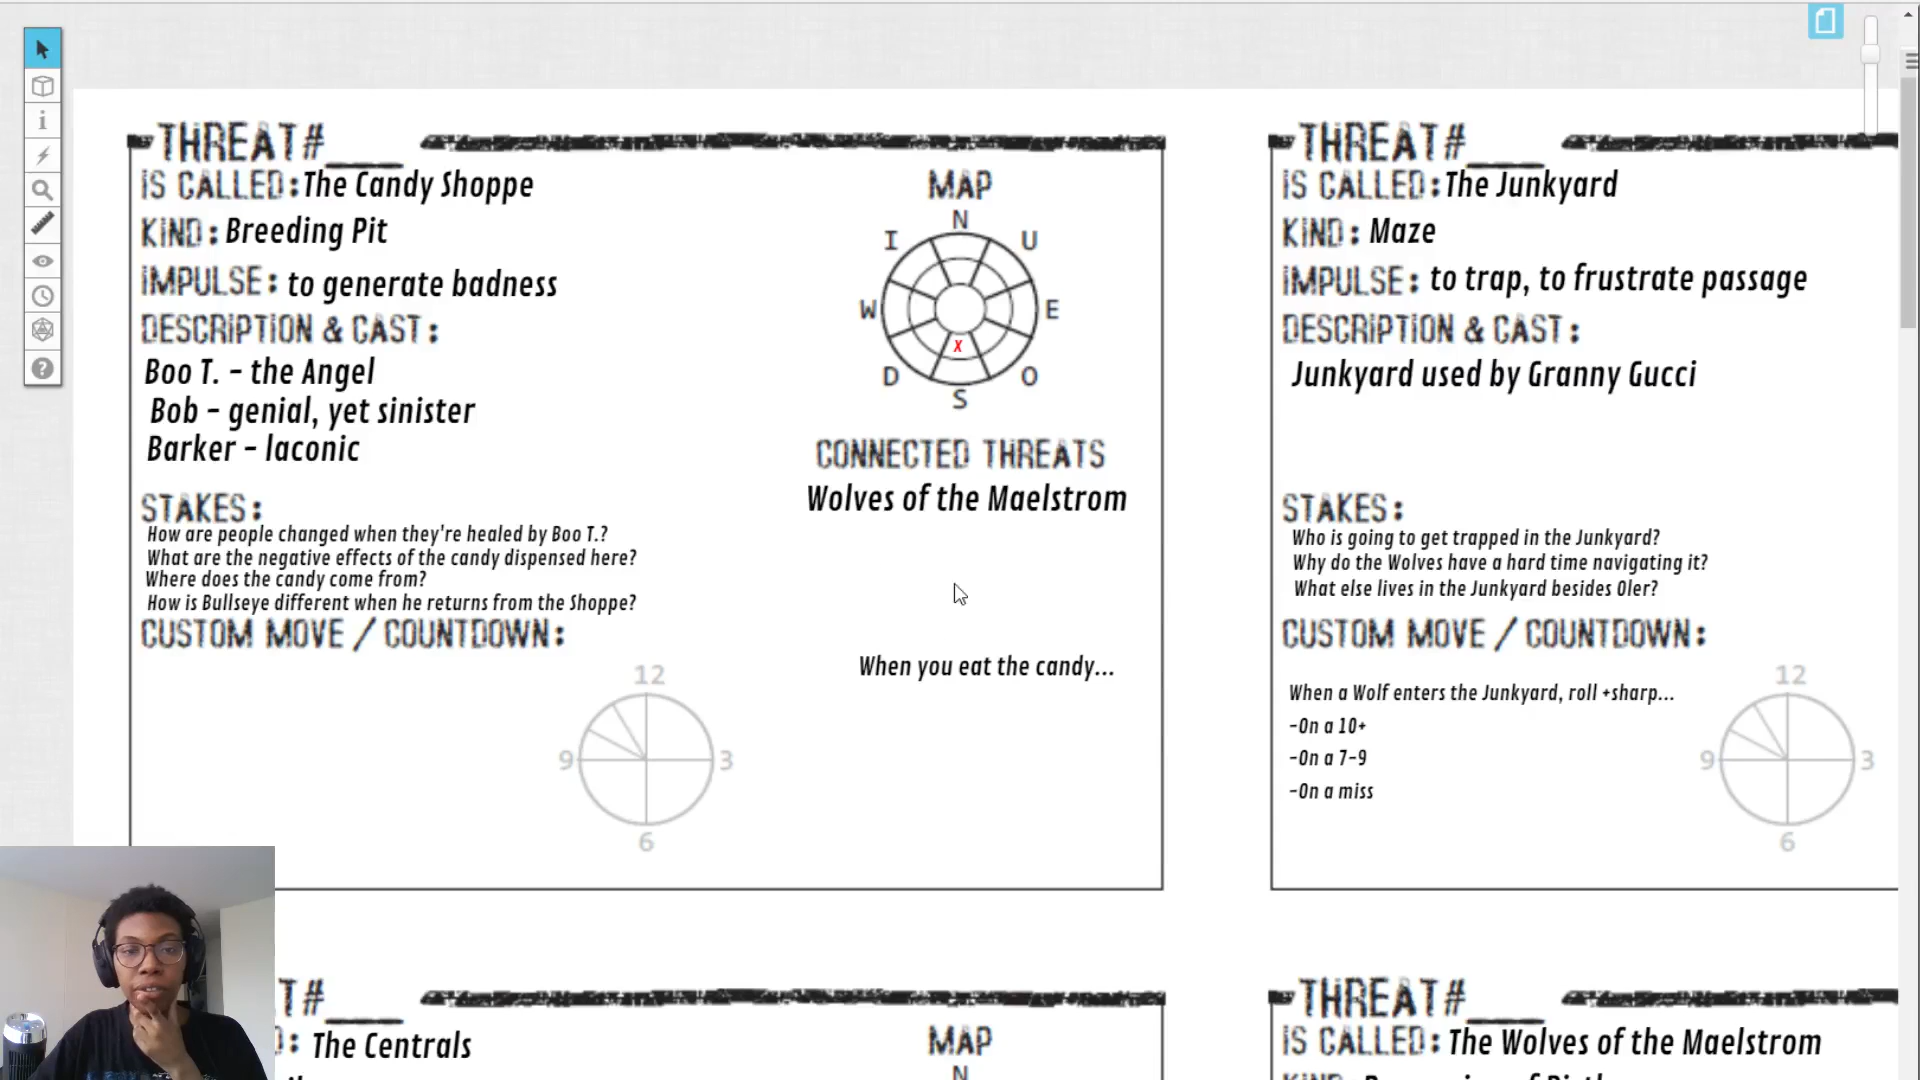 THREAT#___
IS CALLED: The Candy Shoppe
KIND: Breeding Pit
IMPULSE: to generate badness
DESCRIPTION & CAST:
Boo T. - the Angel
Bob - genial, yet sinister
Barker - laconic
STAKES:
How are people changed when they're healed by Boo T.?
What are the negative effects of the candy dispensed here?
Where does the candy come from?
How is Bullseye different when he returns from the Shoppe?
CUSTOM MOVE / COUNTDOWN:
12
9
3
6
MAP
N
I
U
W
E
X
D
O
S
CONNECTED THREATS
Wolves of the Maelstrom
When you eat the candy...
THREAT#___
IS CALLED: The Junkyard
KIND: Maze
IMPULSE: to trap, to frustrate passage
DESCRIPTION & CAST:
Junkyard used by Granny Gucci
STAKES:
Who is going to get trapped in the Junkyard?
Why do the Wolves have a hard time navigating it?
What else lives in the Junkyard besides Oler?
CUSTOM MOVE / COUNTDOWN:
When a Wolf enters the Junkyard, roll +sharp...
-On a 10+
-On a 7-9
-On a miss
12
9
3
6
T#___
: The Centrals
MAP
N
THREAT#___
IS CALLED: The Wolves of the Maelstrom